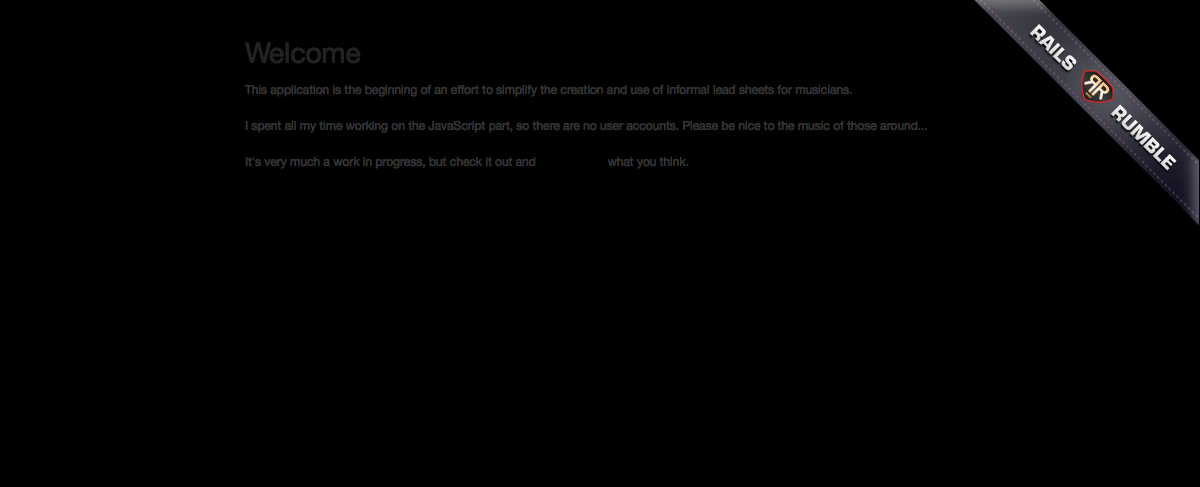 Welcome
This application is the beginning of an effort to simplify the creation and use of informal lead sheets for musicians.
I spent all my time working on the JavaScript part, so there are no user accounts. Please be nice to the music of those around...
It's very much a work in progress, but check it out and what you think.
RAILS RR RUMBLE